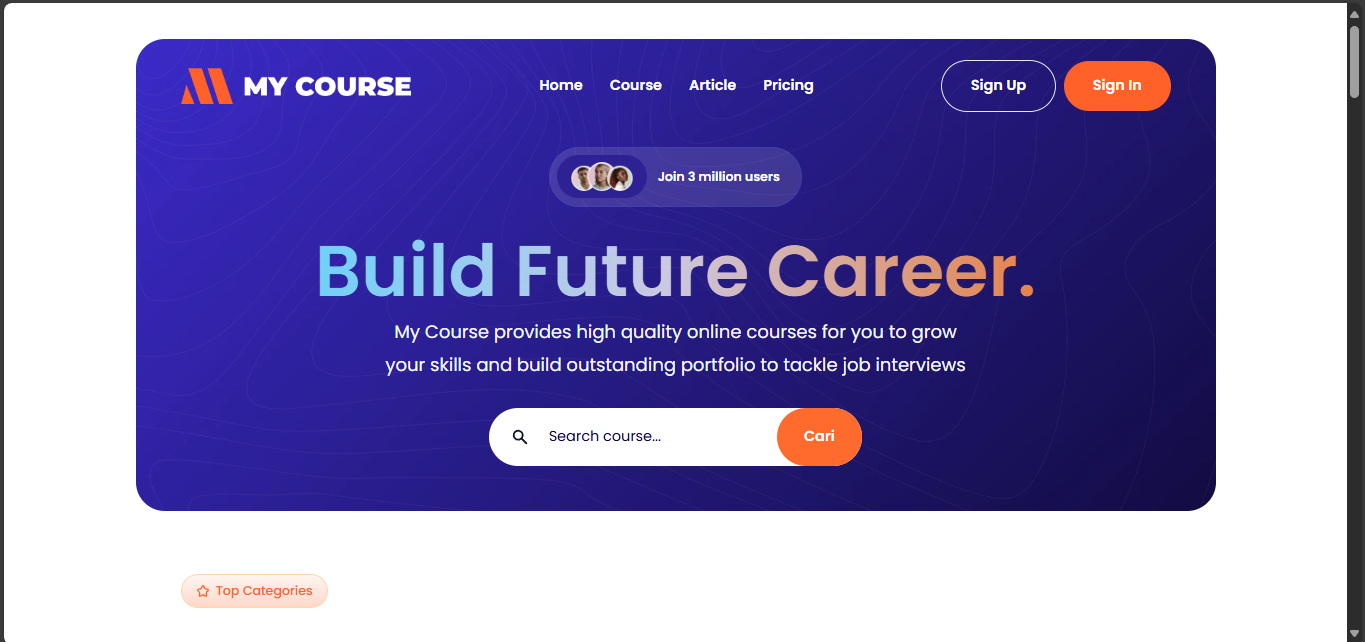 MY COURSE
Home Course Article Pricing
Sign Up Sign In
Join 3 million users
Build Future Career.
My Course provides high quality online courses for you to grow
your skills and build outstanding portfolio to tackle job interviews
Search course...
Cari
Top Categories